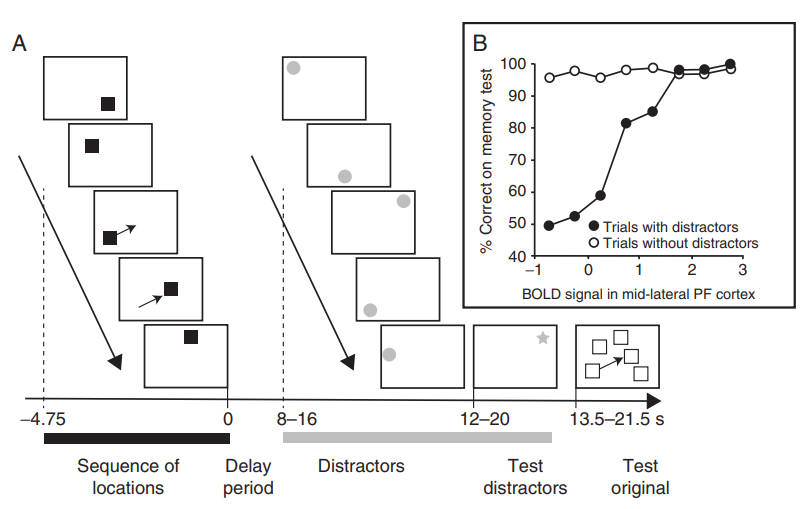 A
B
% Correct on memory test
100
90
80
70
60
50
40
Trials with distractors
Trials without distractors
−1
0
1
2
3
BOLD signal in mid-lateral PF cortex
−4.75
0
8–16
12–20
13.5–21.5 s
Sequence of
locations
Delay
period
Distractors
Test
distractors
Test
original